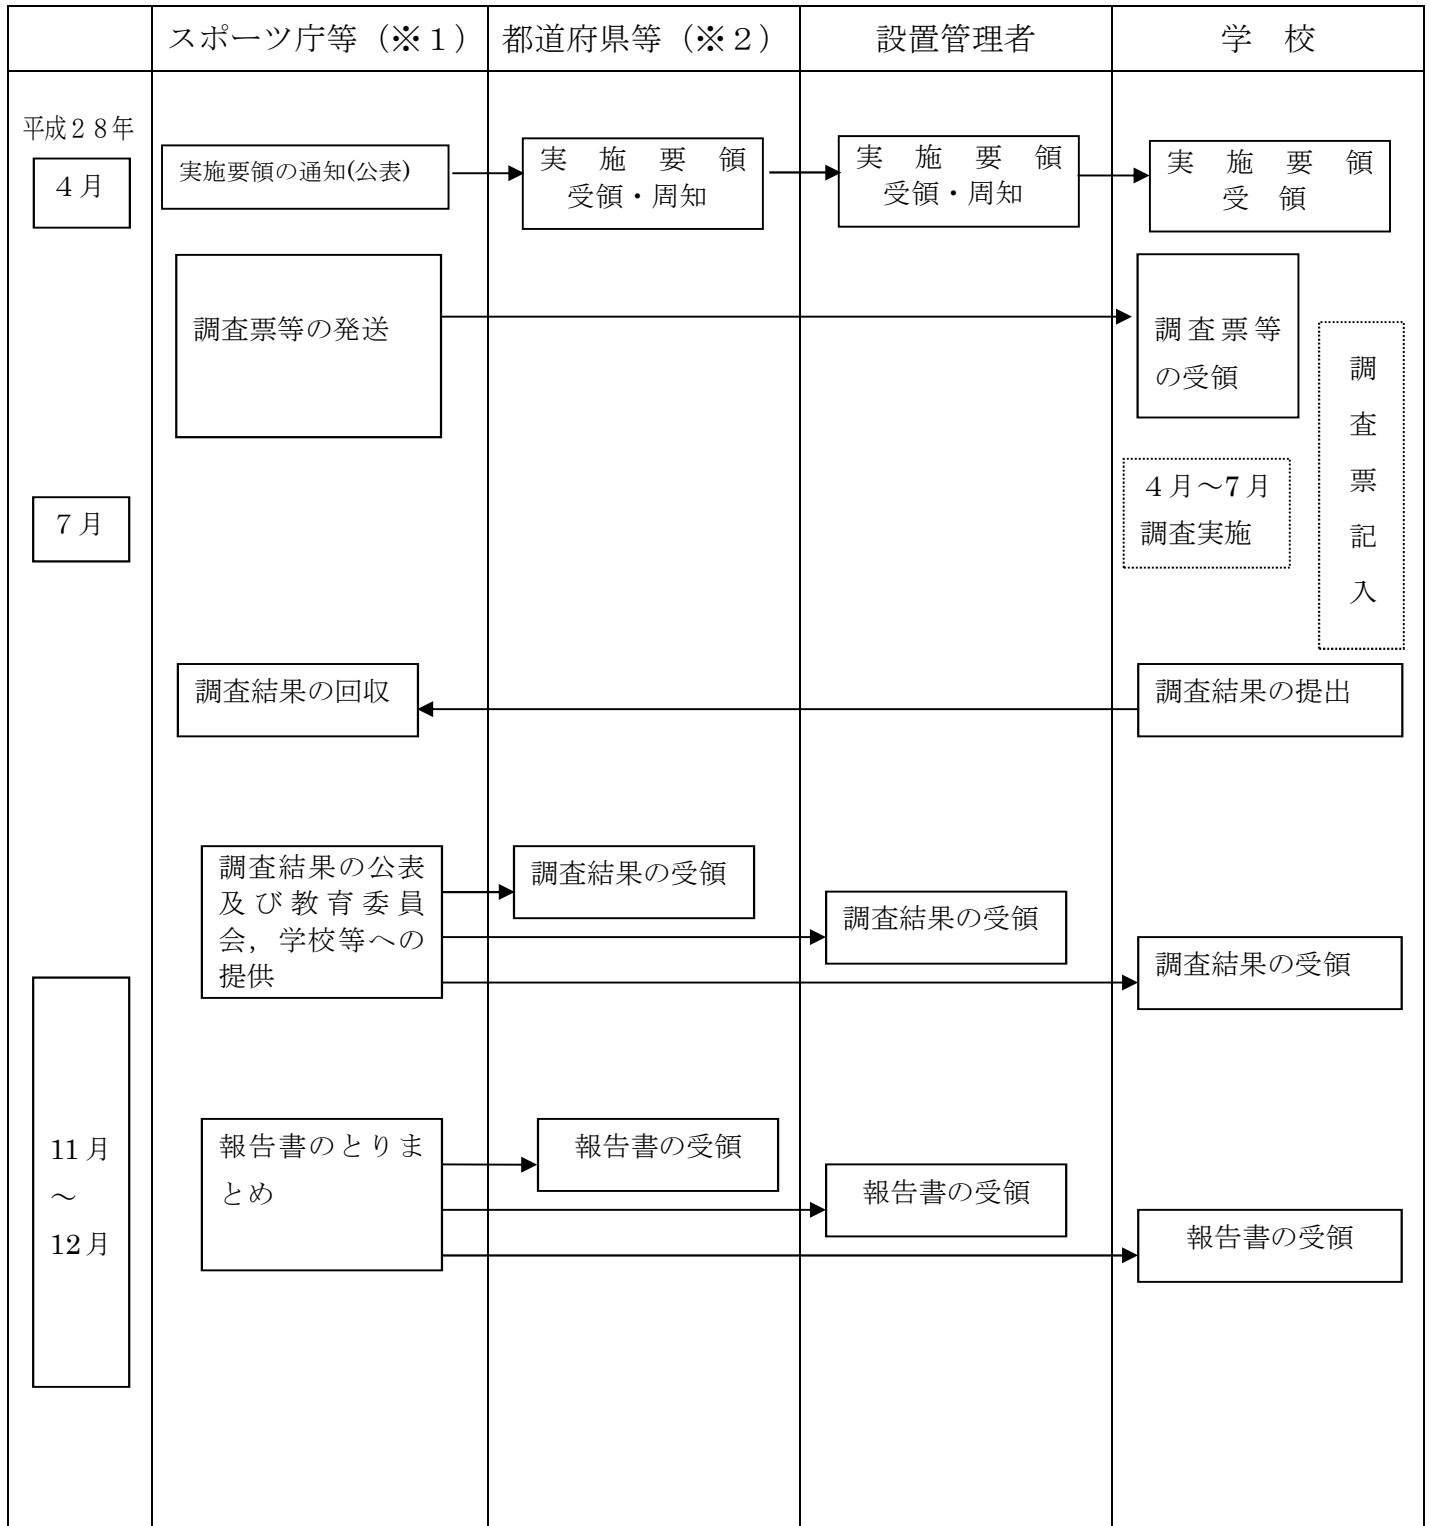 スポーツ庁等（※１）
都道府県等（※２）
設置管理者
学　校
平成２８年
４月
実施要領の通知(公表)
実　施　要　領
受領・周知
実　施　要　領
受領・周知
実　施　要　領
受　領
調査票等の発送
調査票等
の受領
調
査
票
記
入
４月～7月
調査実施
７月
調査結果の回収
調査結果の提出
調査結果の公表
及び教育委員
会，学校等への
提供
調査結果の受領
調査結果の受領
調査結果の受領
11月
～
12月
報告書のとりま
とめ
報告書の受領
報告書の受領
報告書の受領